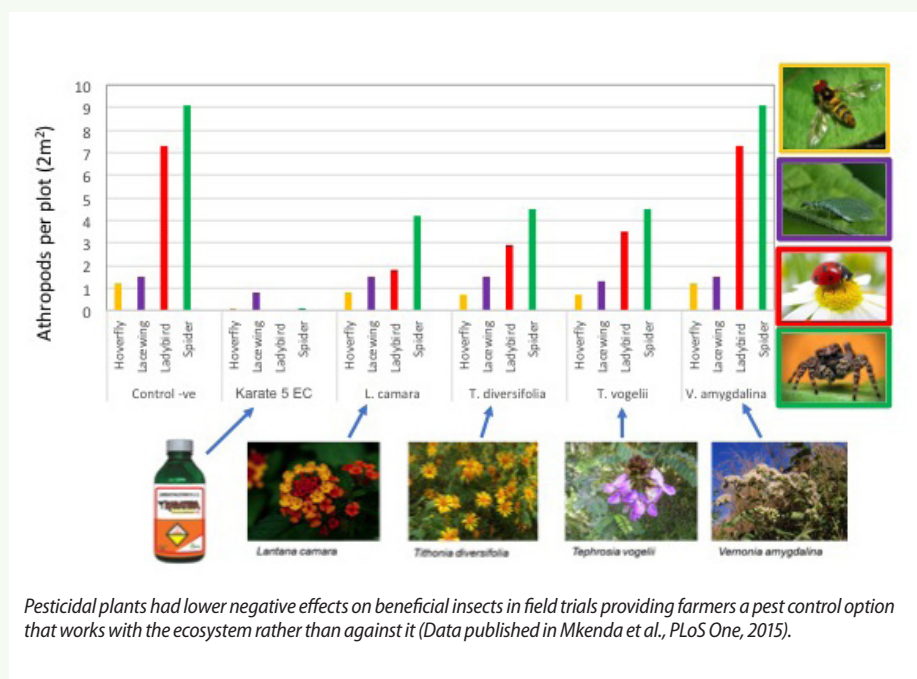 Athropods per plot (2m²)
10
9
8
7
6
5
4
3
2
1
0
Hoverfly
Lacewing
Ladybird
Spider
Hoverfly
Lacewing
Ladybird
Spider
Hoverfly
Lacewing
Ladybird
Spider
Hoverfly
Lacewing
Ladybird
Spider
Hoverfly
Lacewing
Ladybird
Spider
Hoverfly
Lacewing
Ladybird
Spider
Control -ve
Karate 5 EC
L. camara
T. diversifolia
T. vogelii
V. amygdalina
Lantana camara
Tithonia diversifolia
Tephrosia vogelii
Vernonia amygdalina
Pesticidal plants had lower negative effects on beneficial insects in field trials providing farmers a pest control option
that works with the ecosystem rather than against it (Data published in Mkenda et al., PLoS One, 2015).